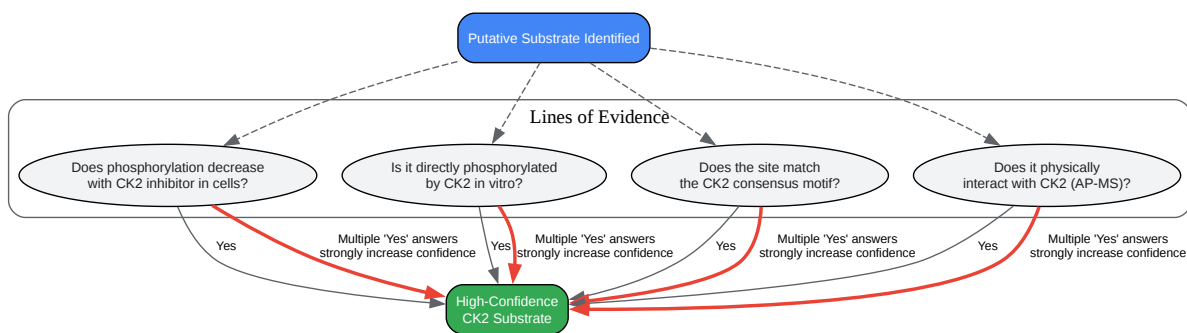 Putative Substrate Identified
Lines of Evidence
Does phosphorylation decrease
with CK2 inhibitor in cells?
Is it directly phosphorylated
by CK2 in vitro?
Does the site match
the CK2 consensus motif?
Does it physically
interact with CK2 (AP-MS)?
Yes
Multiple 'Yes' answers
strongly increase confidence
Yes
Multiple 'Yes' answers
strongly increase confidence
Yes
Multiple 'Yes' answers
strongly increase confidence
Yes
Multiple 'Yes' answers
strongly increase confidence
High-Confidence
CK2 Substrate